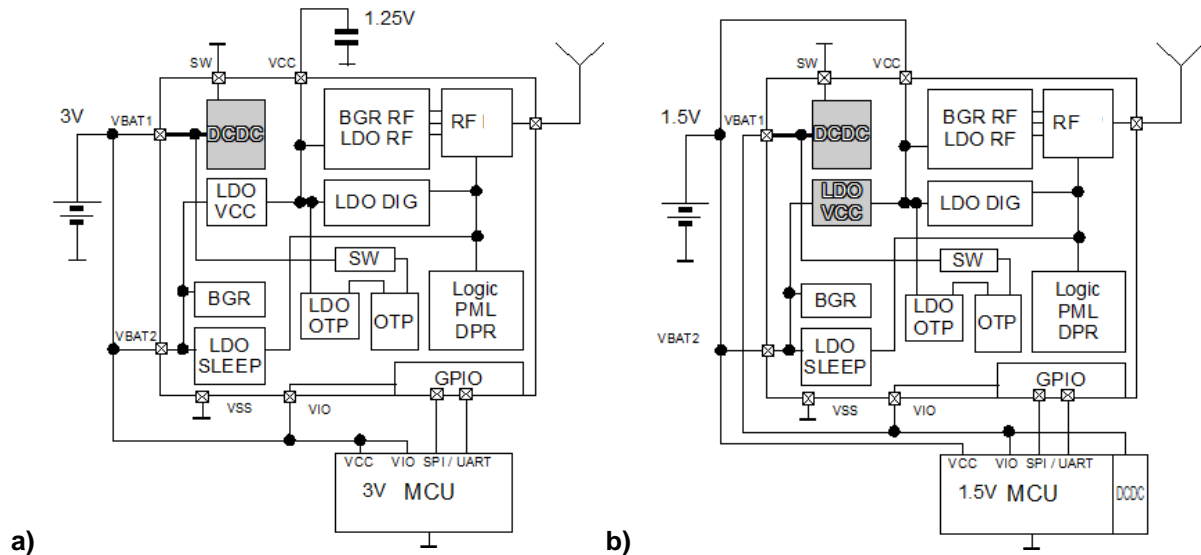 1.25V
SW
VCC
3V
VBAT1
DCDC
BGR RF
LDO RF
RF
LDO
VCC
LDO DIG
SW
BGR
LDO
OTP
OTP
Logic
PML
DPR
VBAT2
LDO
SLEEP
GPIO
VSS
VIO
VCC VIO SPI / UART
3V MCU
a)
SW
VCC
1.5V
VBAT1
DCDC
BGR RF
LDO RF
RF
LDO
VCC
LDO DIG
SW
BGR
LDO
OTP
OTP
Logic
PML
DPR
VBAT2
LDO
SLEEP
GPIO
VSS
VIO
VCC VIO SPI / UART
1.5V MCU
DCDC
b)